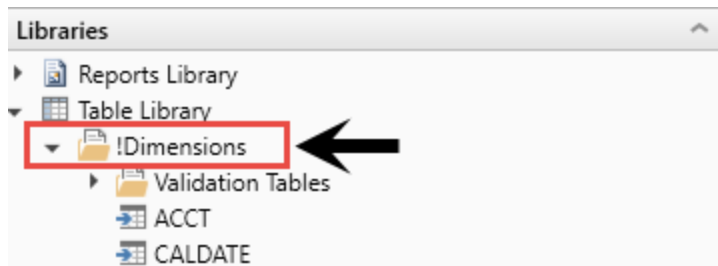 Libraries
Reports Library
Table Library
!Dimensions
Validation Tables
ACCT
CALDATE